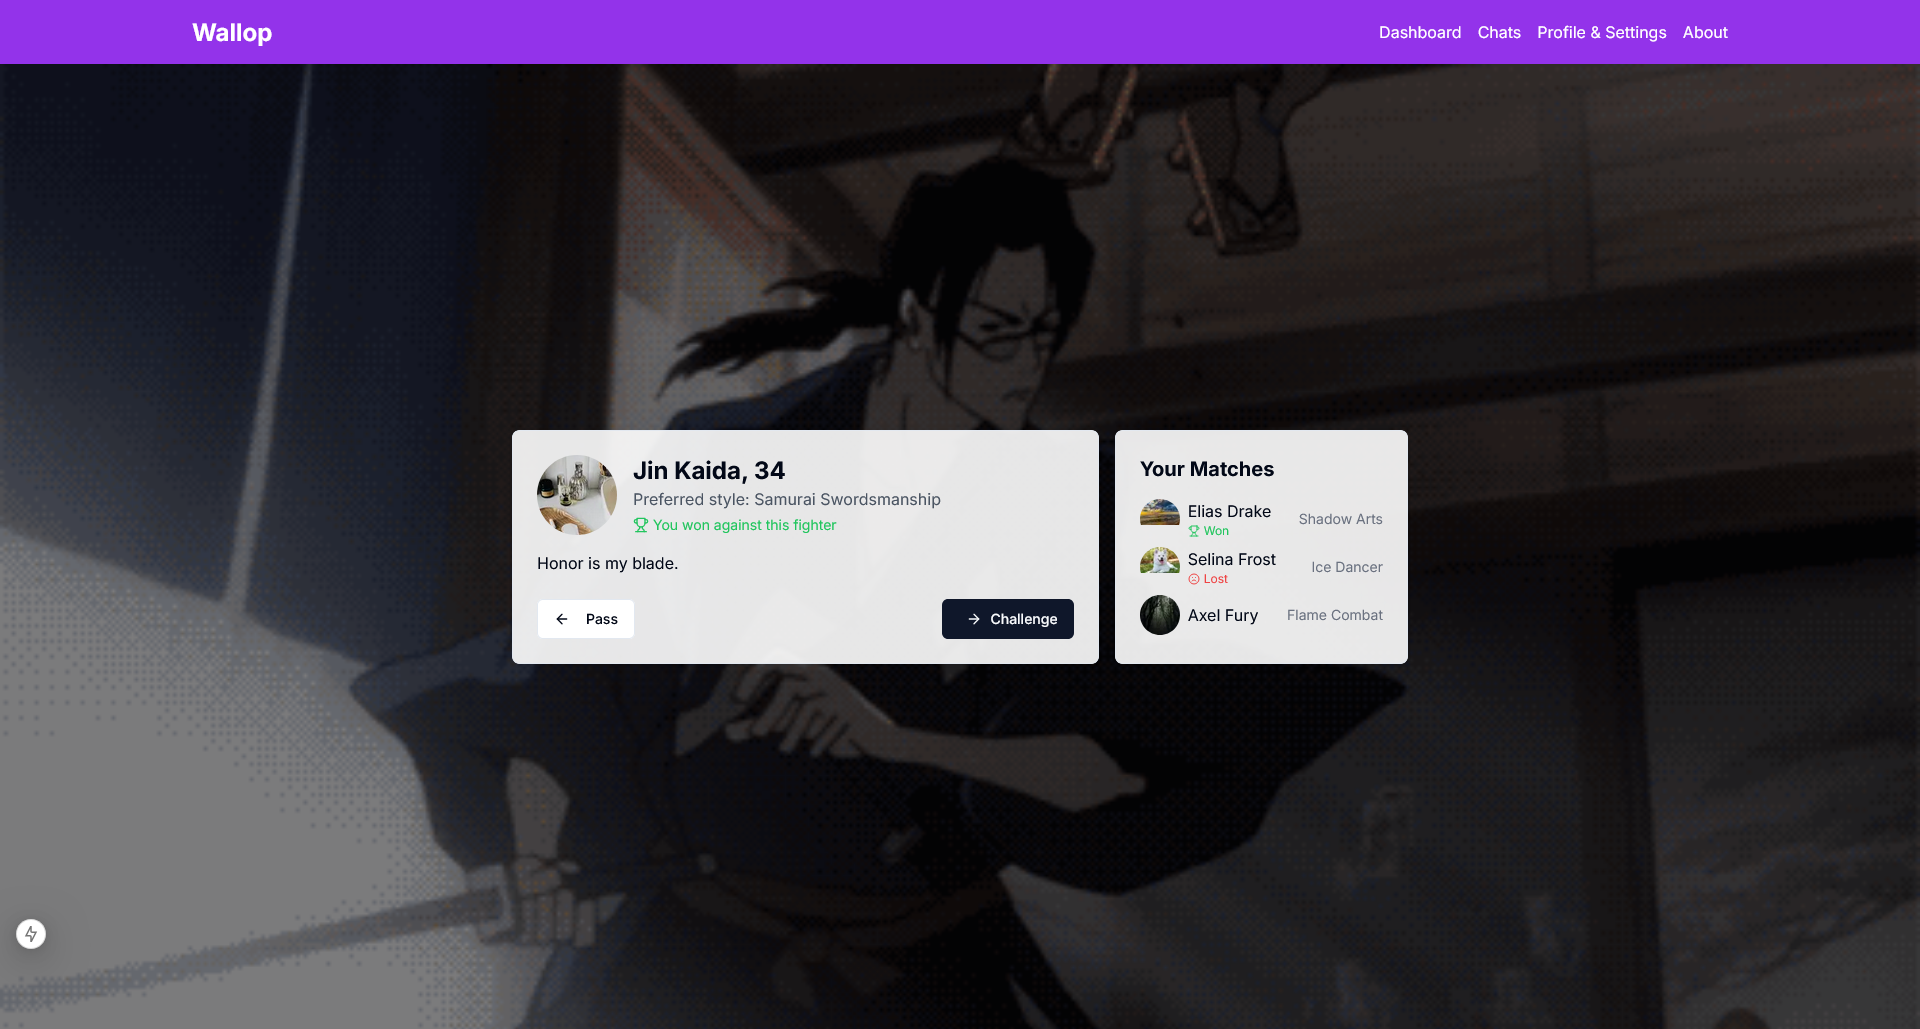 Wallop
Dashboard Chats Profile & Settings About
Jin Kaida, 34
Preferred style: Samurai Swordsmanship
You won against this fighter
Honor is my blade.
Pass
Challenge
Your Matches
Elias Drake
Won
Shadow Arts
Selina Frost
Lost
Ice Dancer
Axel Fury
Flame Combat